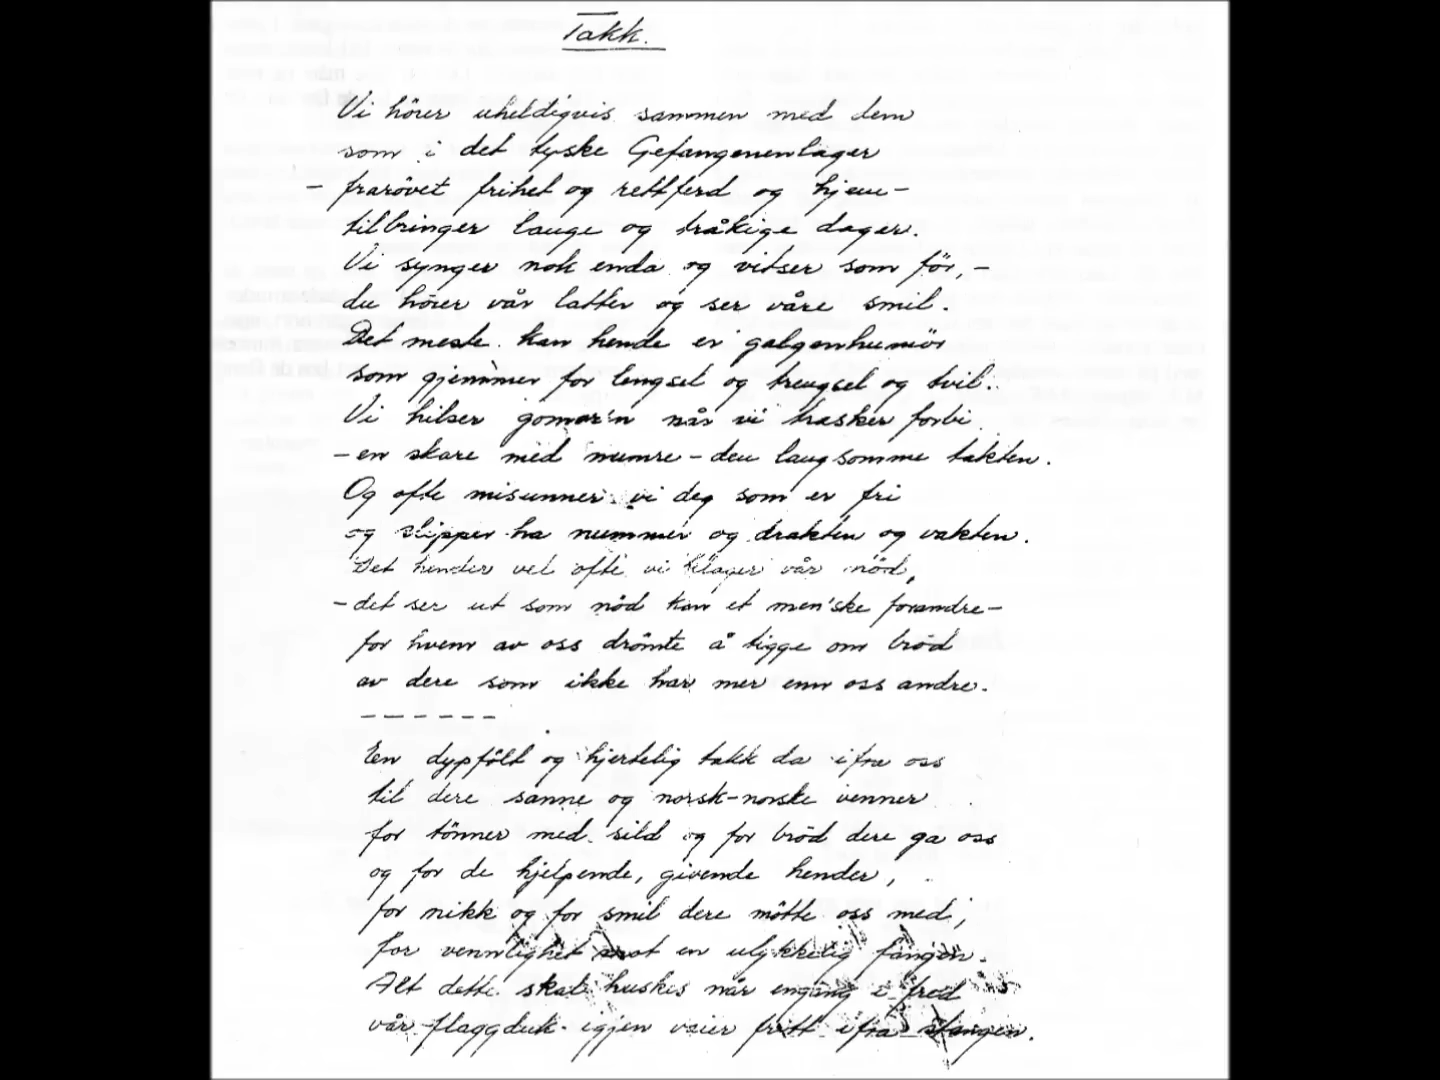 Takk.
Vi hører uheldigvis sammen med dem
som i det tyske Gefangenenlager
– frarøvet frihet og rettferd og hjem –
tilbringer lange og tråkige dager.
Vi synger nok enda og vitser som før, –
du hører vår latter og ser våre smil.
Det meste kan hende er galgenhumør
som gjemmer for lengsel og trengsel og tvil.
Vi hilser gomar'n når vi trasker forbi
– en skare med numre – den langsomme takten.
Og ofte misunner vi deg som er fri
og slipper ha nummer og drakten og vakten.
Det hender vel ofte vi klager vår nød,
– det ser ut som nød kan et men'ske forandre –
for hvem av oss drømte å tigge om brød
av dere som ikke har mer enn oss andre.
– – – – – –
En dypfølt og hjertelig takk da ifra oss
til dere sanne og norsk-norske venner
for tønner med sild og for brød dere ga oss
og for de hjelpende, givende hender,
for nikk og for smil dere møtte oss med,
for vennlighet mot en ulykkelig fangen.
Alt dette skal huskes når engang i fred
vår flaggduk igjen vaier fritt ifra stangen.